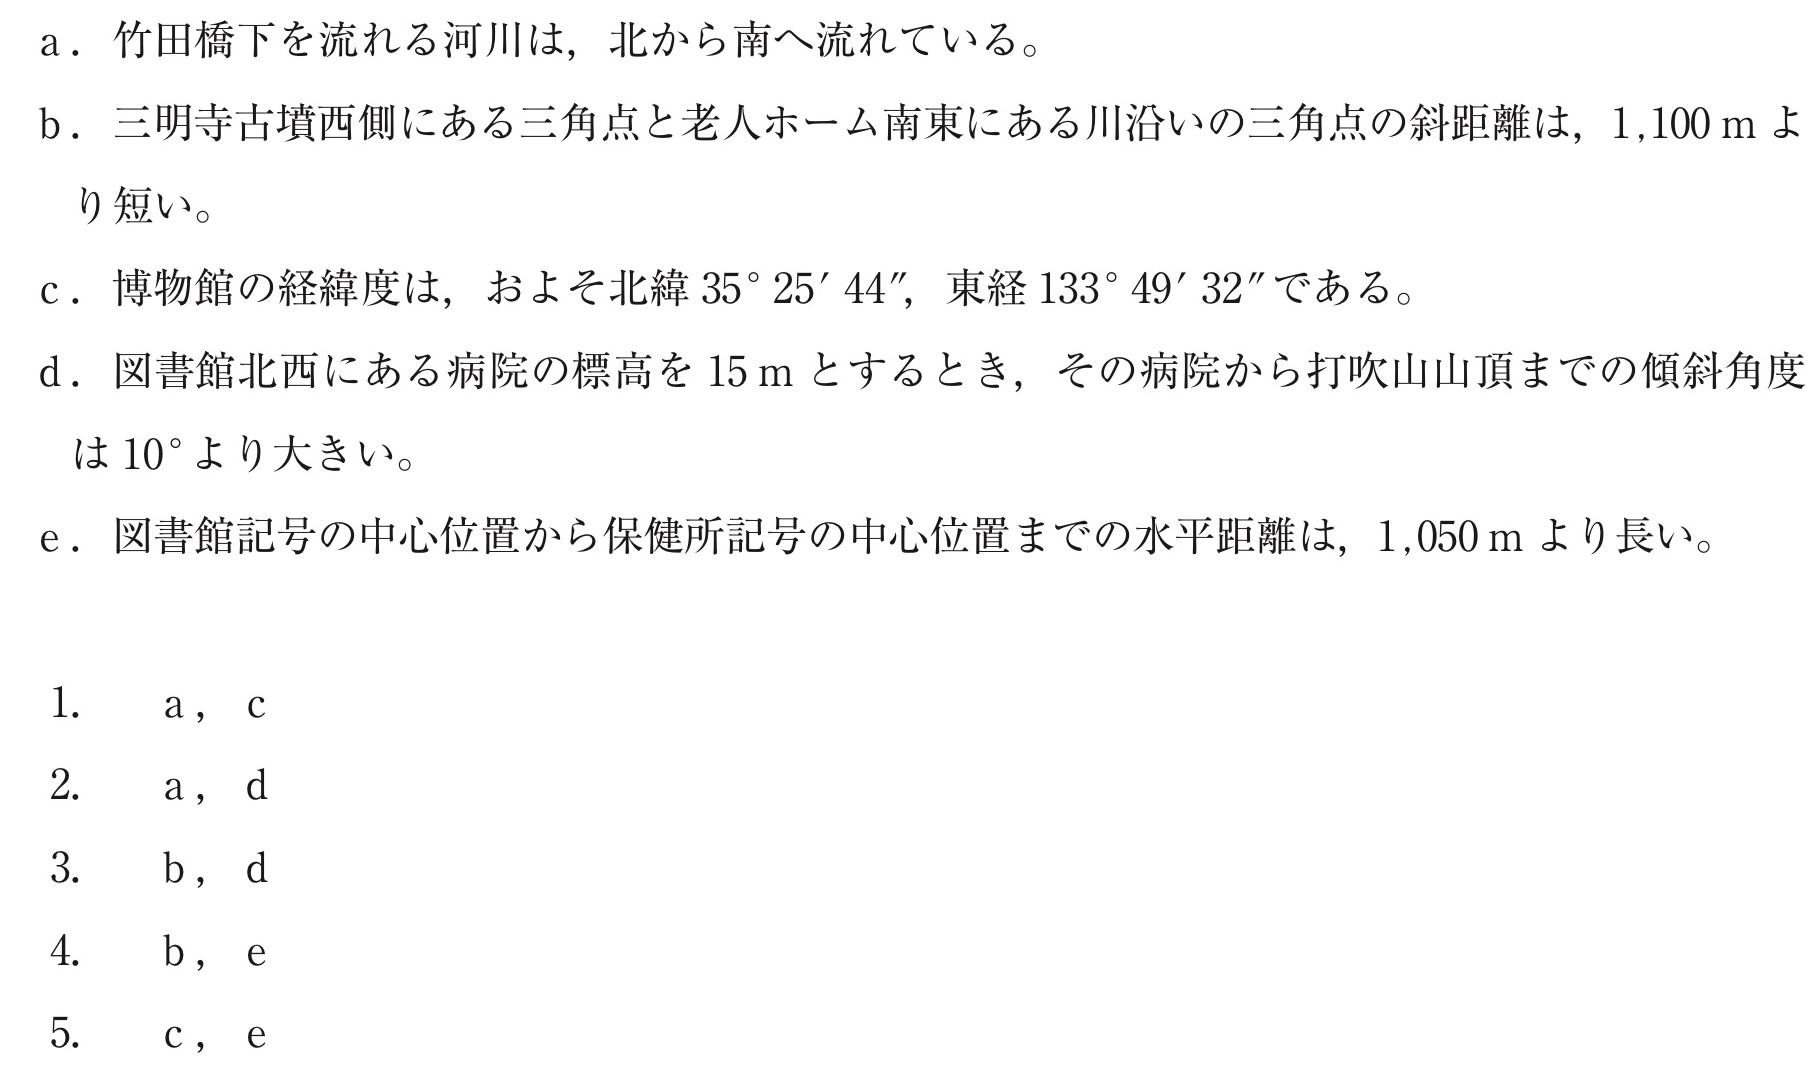 a．竹田橋下を流れる河川は，北から南へ流れている。
b．三明寺古墳西側にある三角点と老人ホーム南東にある川沿いの三角点の斜距離は，1,100 m よ
り短い。
c．博物館の経緯度は，およそ北緯 35° 25′ 44″，東経 133° 49′ 32″である。
d．図書館北西にある病院の標高を 15 m とするとき，その病院から打吹山山頂までの傾斜角度
は 10°より大きい。
e．図書館記号の中心位置から保健所記号の中心位置までの水平距離は，1,050 m より長い。
1. a， c
2. a， d
3. b， d
4. b， e
5. c， e